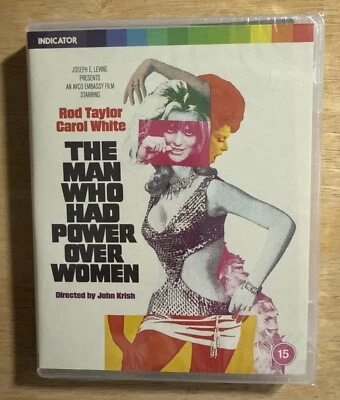 INDICATOR
JOSEPH E. LEVINE
PRESENTS
AN AVCO EMBASSY FILM
STARRING
Rod Taylor
Carol White
THE
MAN
WHO
HAD
POWER
OVER
WOMEN
Directed by John Krish
15